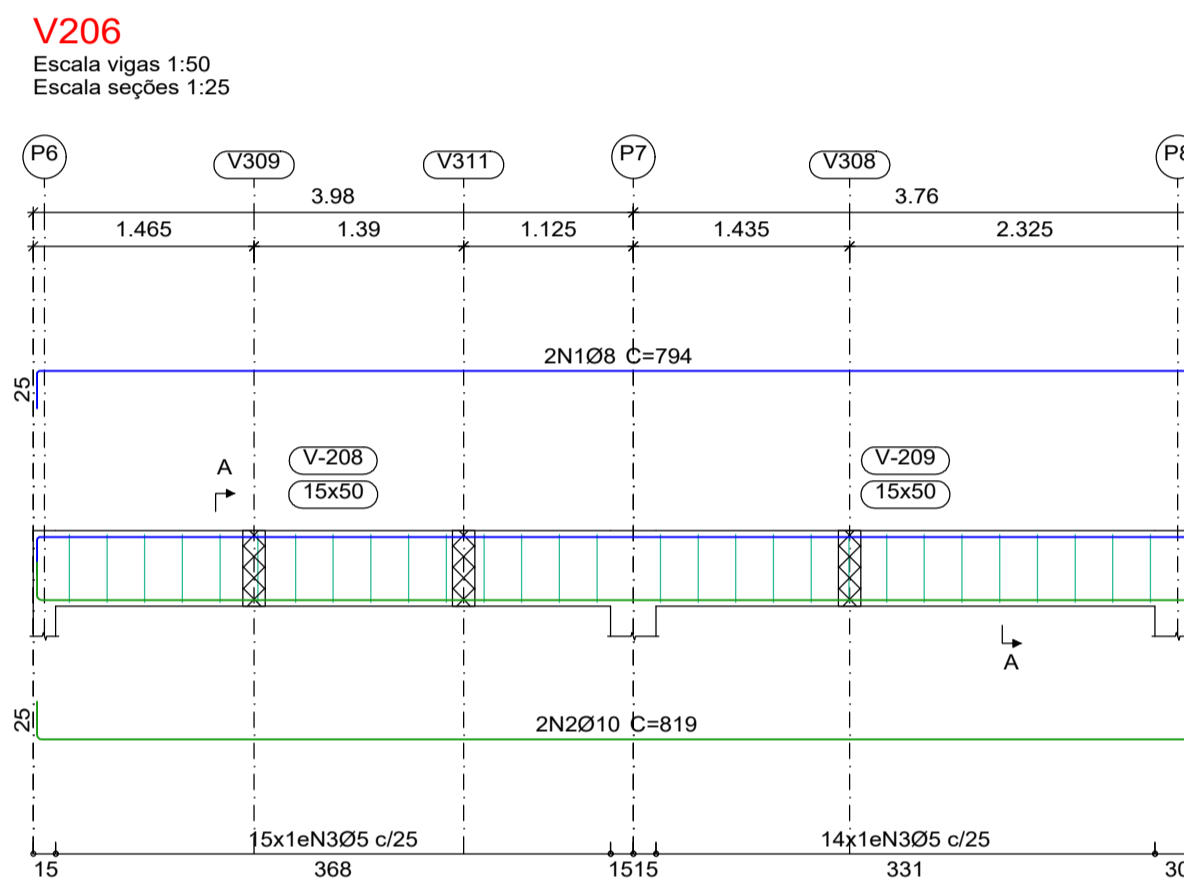 V206
Escala vigas 1:50
Escala seções 1:25
P6
V309
V311
P7
V308
P8
3.98
3.76
1.465
1.39
1.125
1.435
2.325
2N1Ø8 C=794
25
A
V-208
15x50
V-209
15x50
A
25
2N2Ø10 C=819
15x1eN3Ø5 c/25
14x1eN3Ø5 c/25
15
368
1515
331
30